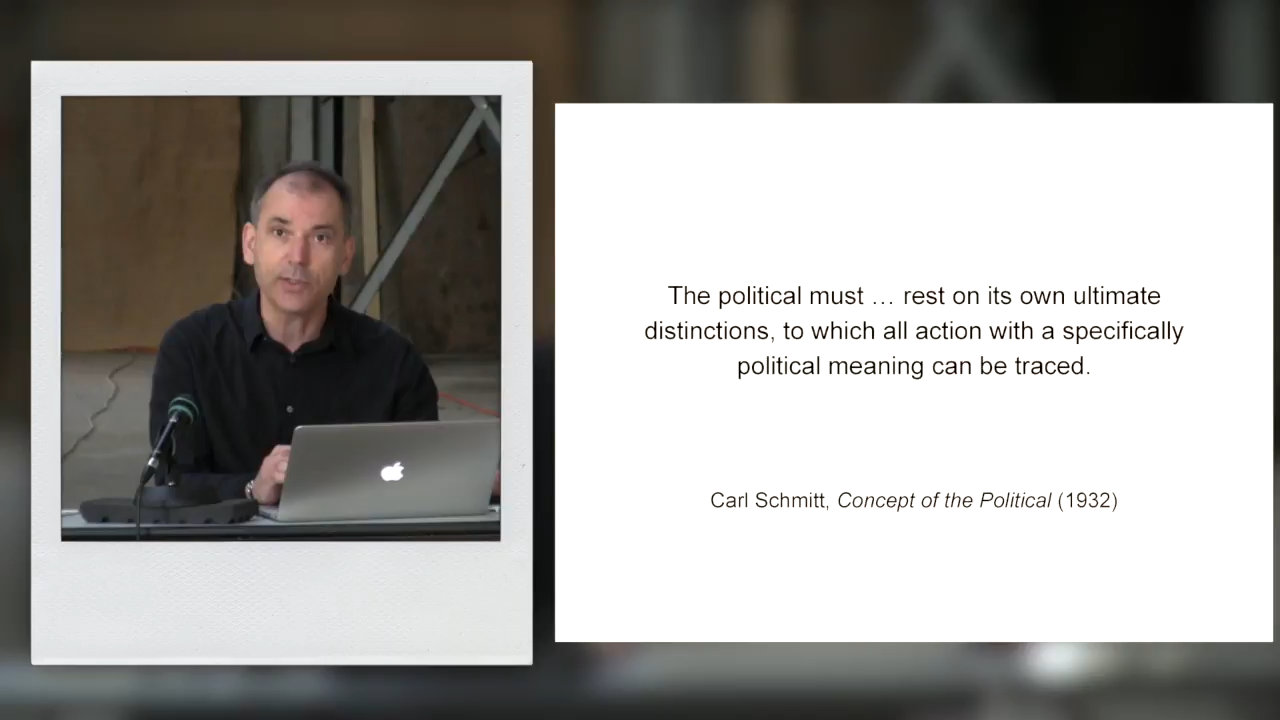 The political must … rest on its own ultimate
distinctions, to which all action with a specifically
political meaning can be traced.
Carl Schmitt, Concept of the Political (1932)